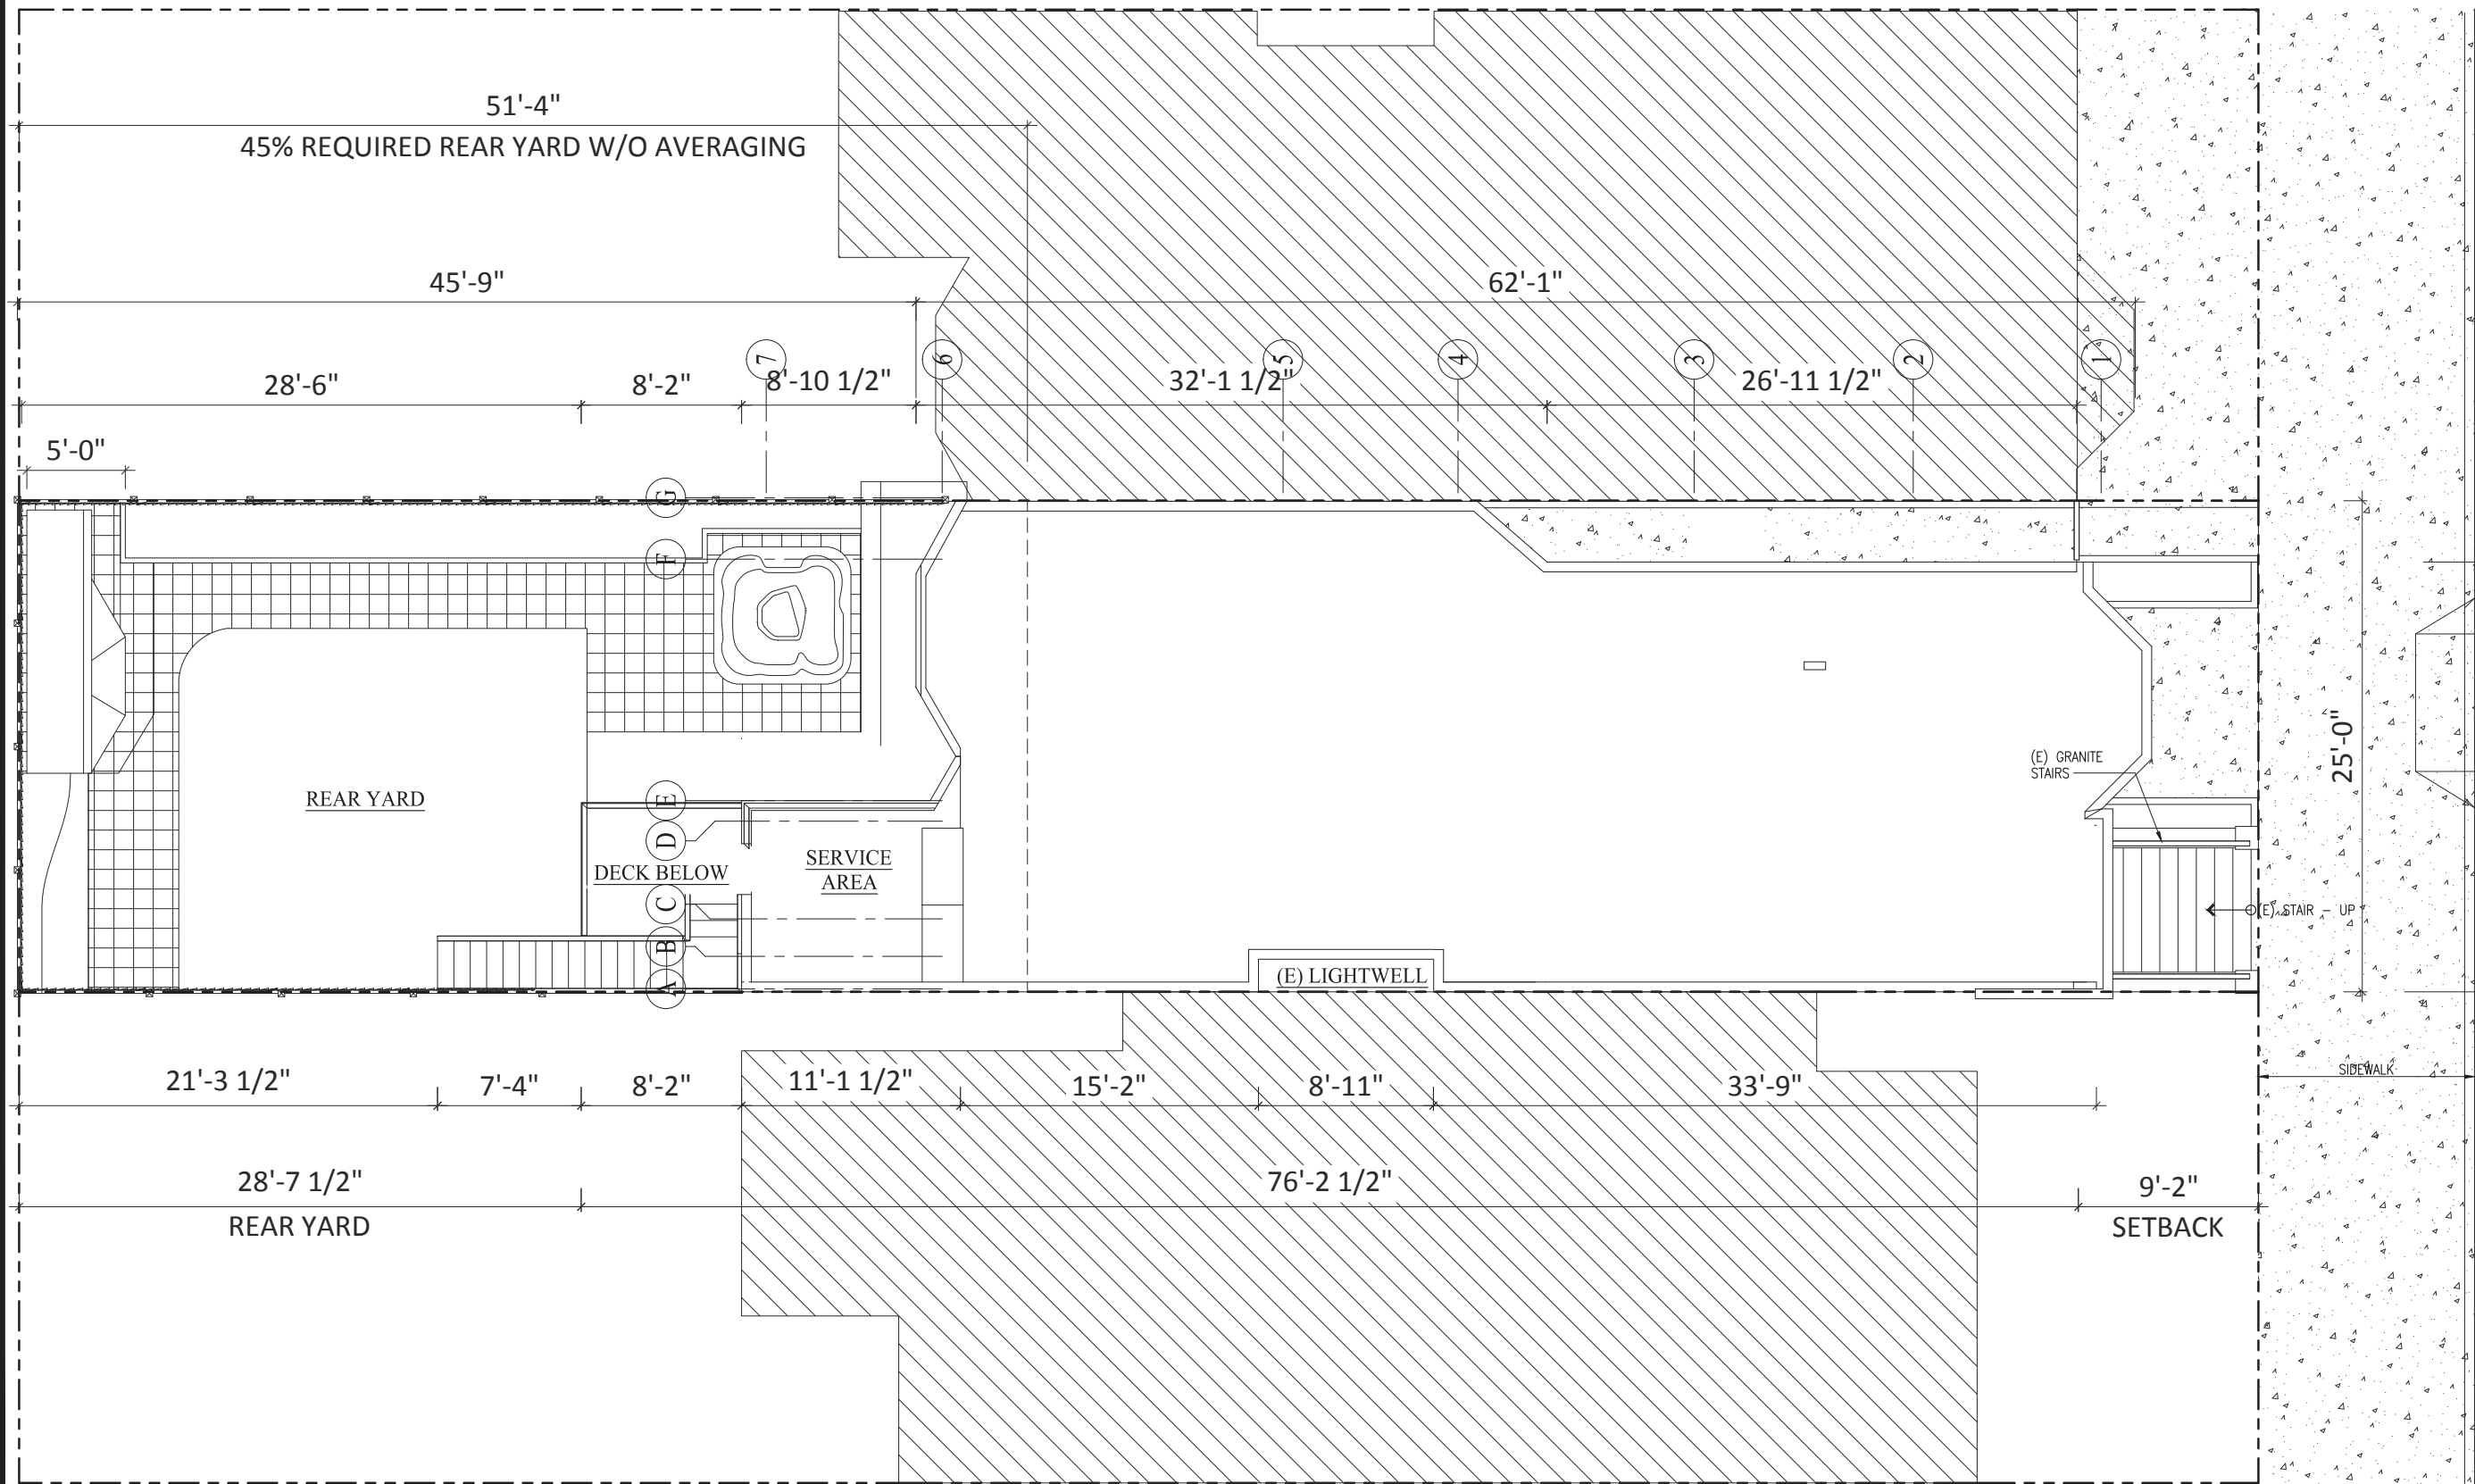 51'-4"
45% REQUIRED REAR YARD W/O AVERAGING
45'-9"
62'-1"
7
6
5
4
3
2
1
28'-6"
8'-2"
8'-10 1/2"
32'-1 1/2"
26'-11 1/2"
5'-0"
G
F
25'-0"
(E) GRANITE
STAIRS
REAR YARD
E
D
SERVICE
AREA
DECK BELOW
C
(E) STAIR - UP
B
(E) LIGHTWELL
A
SIDEWALK
21'-3 1/2"
7'-4"
8'-2"
11'-1 1/2"
15'-2"
8'-11"
33'-9"
28'-7 1/2"
REAR YARD
76'-2 1/2"
9'-2"
SETBACK